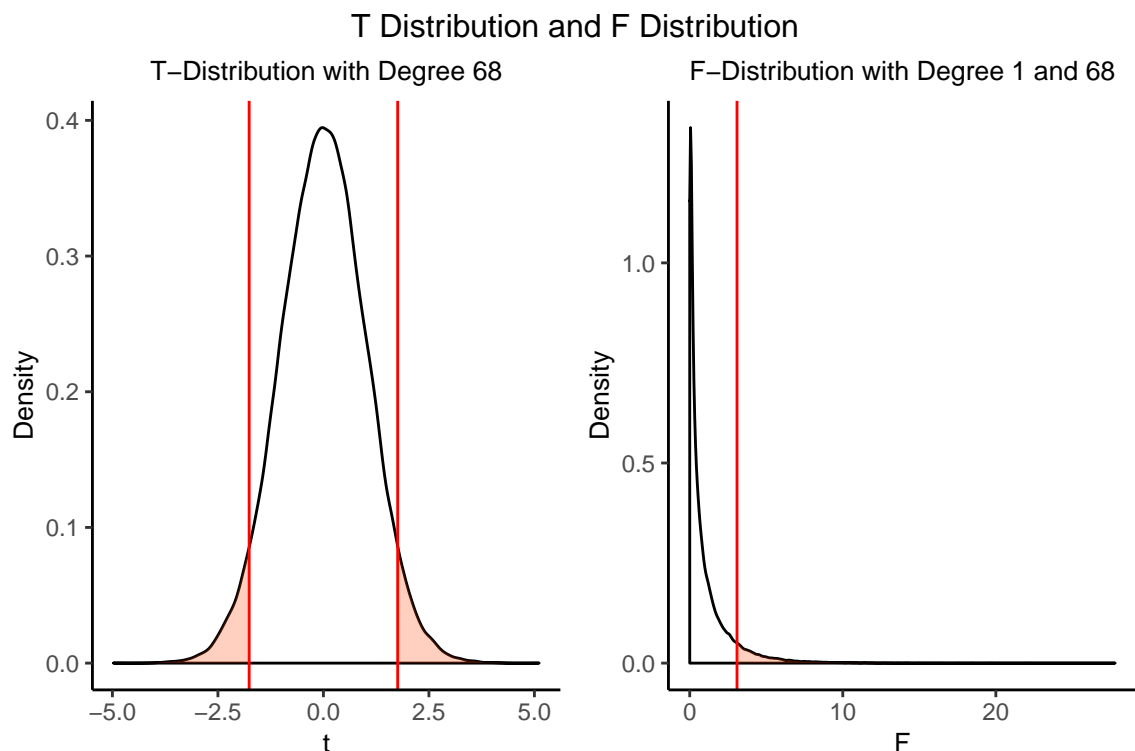 T Distribution and F Distribution
T−Distribution with Degree 68
Density
0.4
0.3
0.2
0.1
0.0
−5.0 −2.5 0.0 2.5 5.0
t
F−Distribution with Degree 1 and 68
Density
1.0
0.5
0.0
0 10 20
F